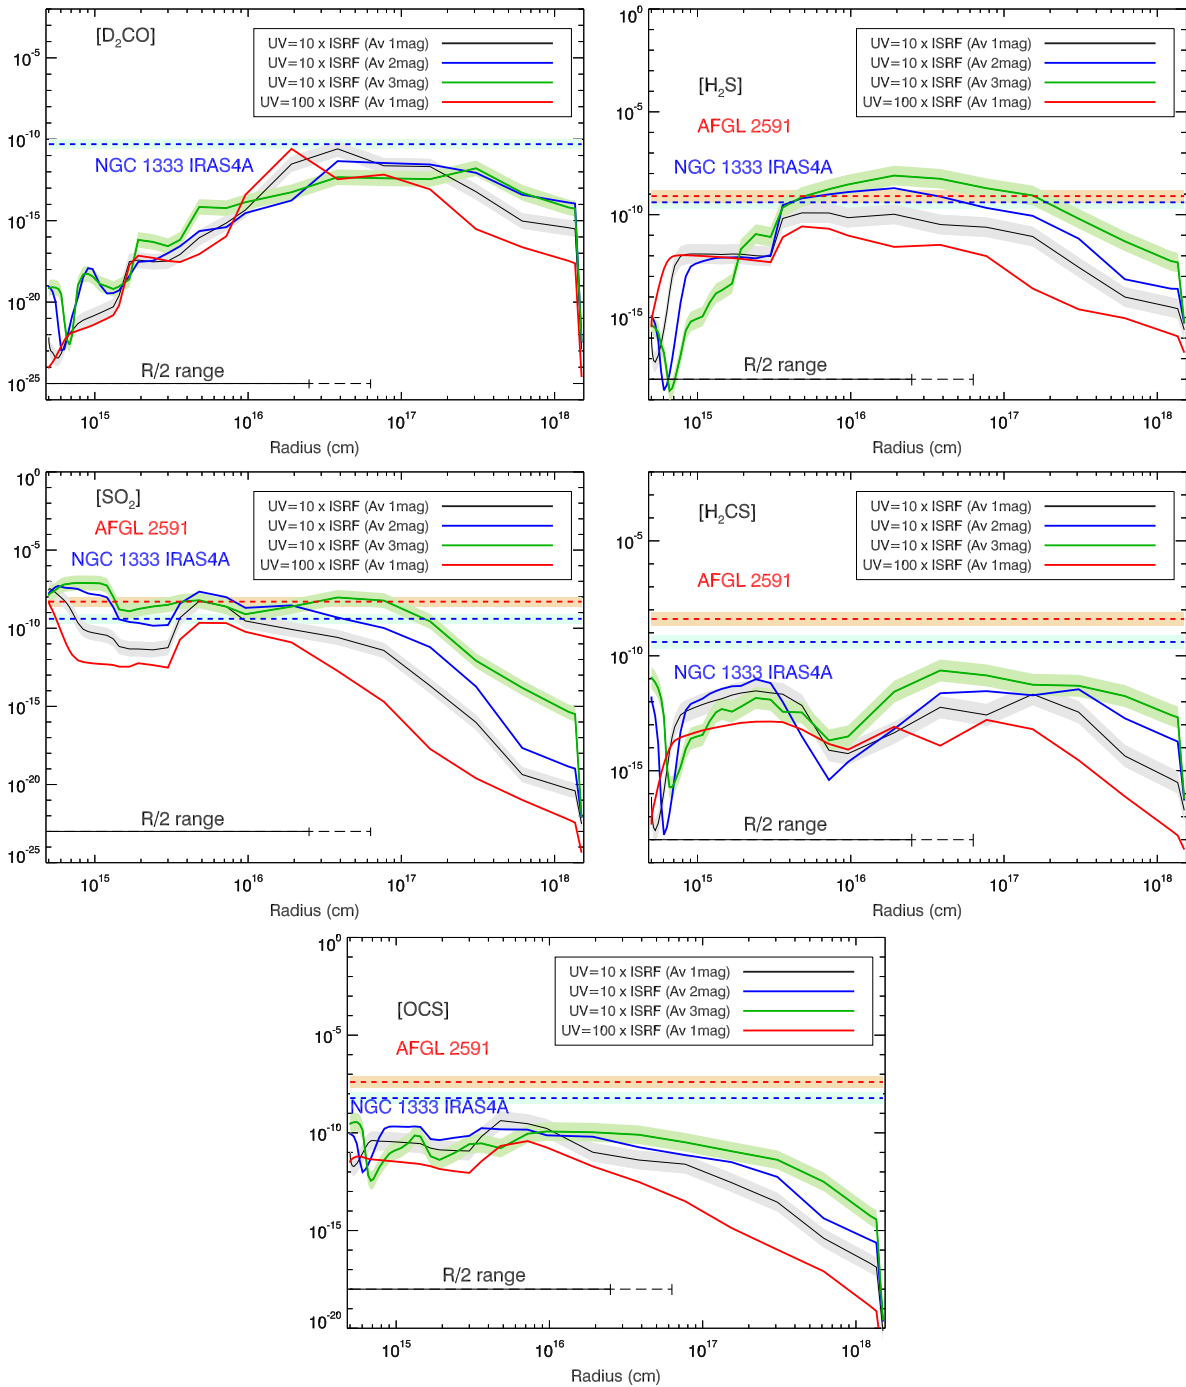 [D₂CO]
UV=10 x ISRF (Av 1mag)
UV=10 x ISRF (Av 2mag)
UV=10 x ISRF (Av 3mag)
UV=100 x ISRF (Av 1mag)
NGC 1333 IRAS4A
R/2 range
10⁻⁵
10⁻¹⁰
10⁻¹⁵
10⁻²⁰
10⁻²⁵
10¹⁵ 10¹⁶ 10¹⁷ 10¹⁸
Radius (cm)
10⁰
UV=10 x ISRF (Av 1mag)
UV=10 x ISRF (Av 2mag)
UV=10 x ISRF (Av 3mag)
UV=100 x ISRF (Av 1mag)
[H₂S]
AFGL 2591
NGC 1333 IRAS4A
R/2 range
10⁻⁵
10⁻¹⁰
10⁻¹⁵
10¹⁵ 10¹⁶ 10¹⁷ 10¹⁸
Radius (cm)
10⁰
[SO₂]
AFGL 2591
NGC 1333 IRAS4A
UV=10 x ISRF (Av 1mag)
UV=10 x ISRF (Av 2mag)
UV=10 x ISRF (Av 3mag)
UV=100 x ISRF (Av 1mag)
R/2 range
10⁻⁵
10⁻¹⁰
10⁻¹⁵
10⁻²⁰
10⁻²⁵
10¹⁵ 10¹⁶ 10¹⁷ 10¹⁸
Radius (cm)
UV=10 x ISRF (Av 1mag)
UV=10 x ISRF (Av 2mag)
UV=10 x ISRF (Av 3mag)
UV=100 x ISRF (Av 1mag)
[H₂CS]
AFGL 2591
NGC 1333 IRAS4A
R/2 range
10⁻⁵
10⁻¹⁰
10⁻¹⁵
10¹⁵ 10¹⁶ 10¹⁷ 10¹⁸
Radius (cm)
10⁰
UV=10 x ISRF (Av 1mag)
UV=10 x ISRF (Av 2mag)
UV=10 x ISRF (Av 3mag)
UV=100 x ISRF (Av 1mag)
[OCS]
AFGL 2591
NGC 1333 IRAS4A
R/2 range
10⁻⁵
10⁻¹⁰
10⁻¹⁵
10⁻²⁰
10¹⁵ 10¹⁶ 10¹⁷ 10¹⁸
Radius (cm)